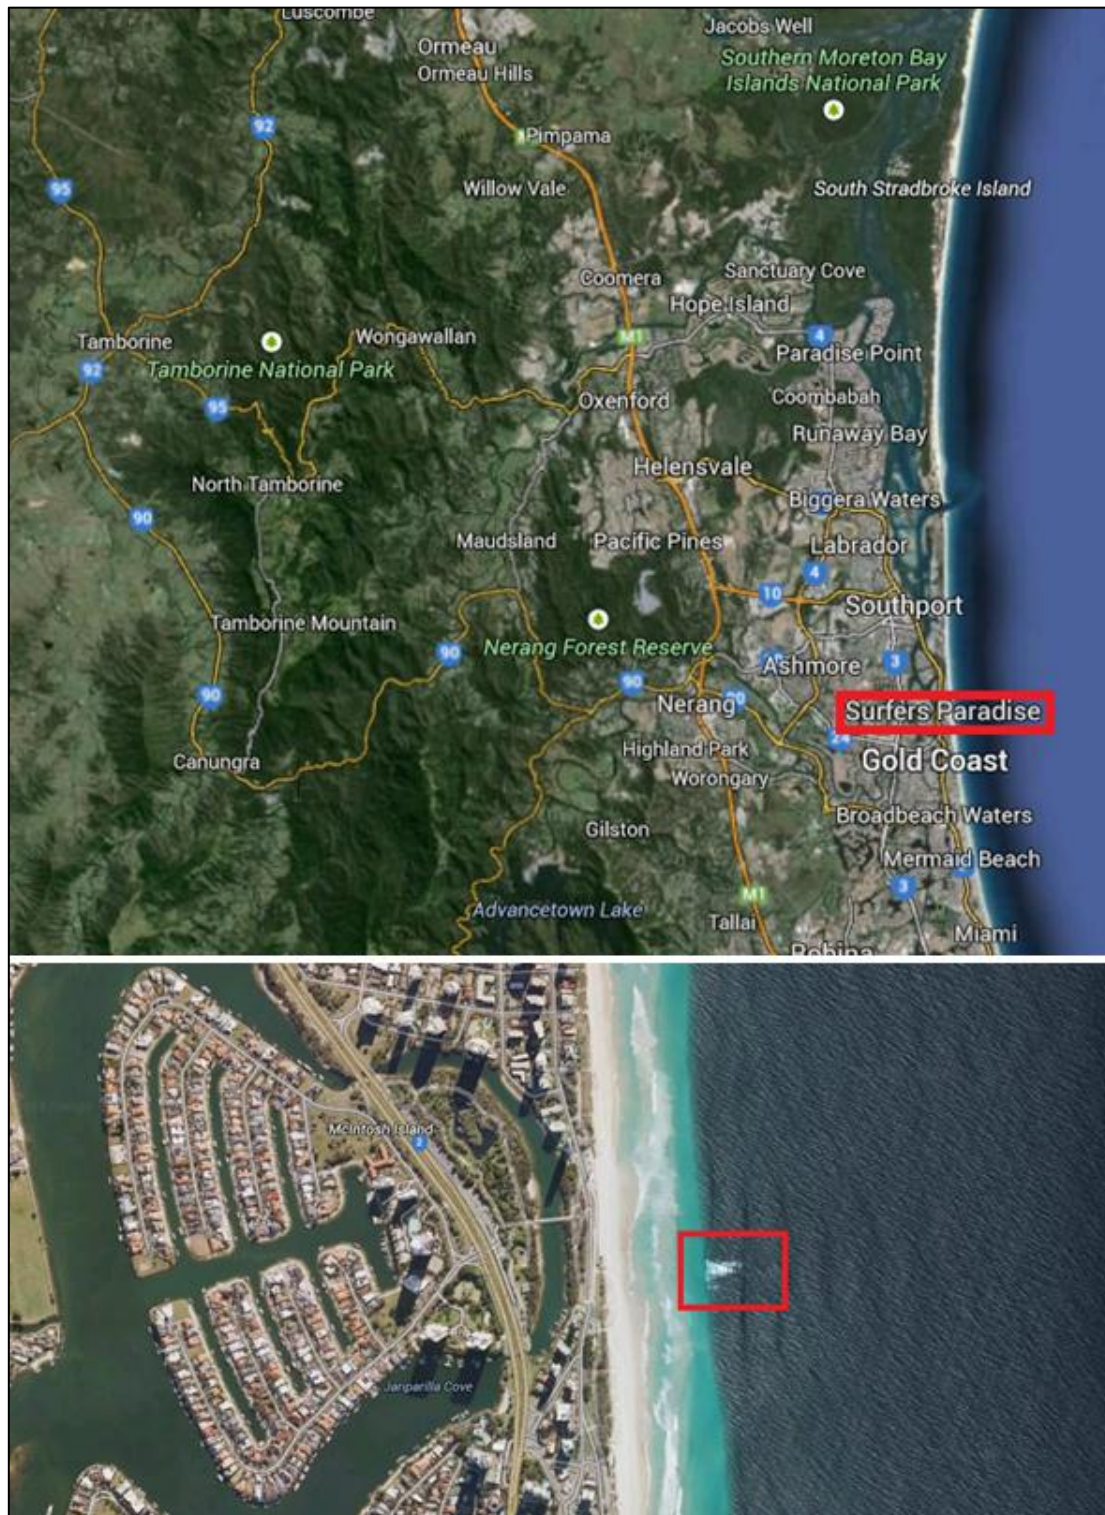 Luscombe
Jacobs Well
Ormeau
Ormeau Hills
Southern Moreton Bay
Islands National Park
92
Pimpama
95
Willow Vale
South Stradbroke Island
Coomera
Sanctuary Cove
Hope Island
Tamborine
Wongawallan
M1
4
Paradise Point
92
Tamborine National Park
95
Oxenford
Coombabah
Runaway Bay
Helensvale
North Tamborine
Biggera Waters
90
Maudsland
Pacific Pines
Labrador
4
10
Southport
Tamborine Mountain
Nerang Forest Reserve
90
Ashmore
3
90
90
Nerang
Surfers Paradise
24
Highland Park
Canungra
Gold Coast
Worongary
Gilston
Broadbeach Waters
Mermaid Beach
3
M1
Advancetown Lake
Tallai
Miami
Robina
McIntosh Island
2
Janparilla Cove